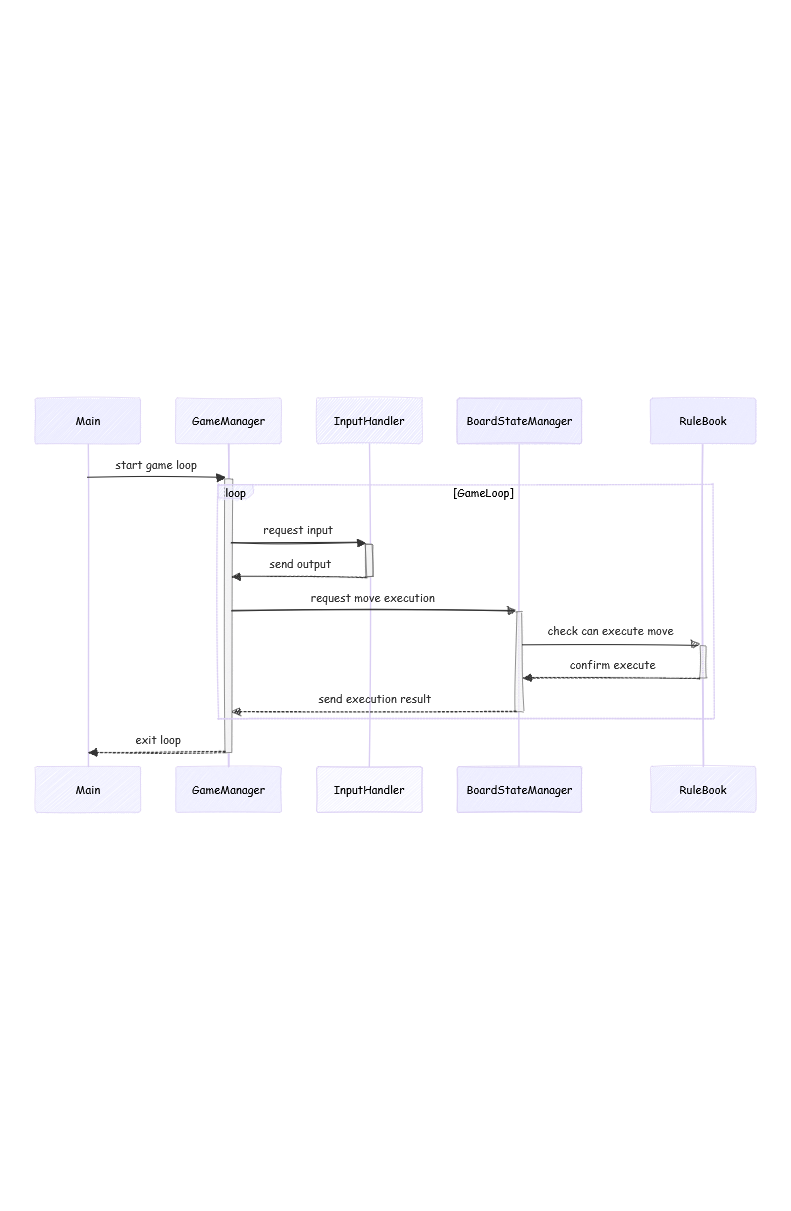 Main
GameManager
InputHandler
BoardStateManager
RuleBook
start game loop
loop
[GameLoop]
request input
send output
request move execution
check can execute move
confirm execute
send execution result
exit loop
Main
GameManager
InputHandler
BoardStateManager
RuleBook